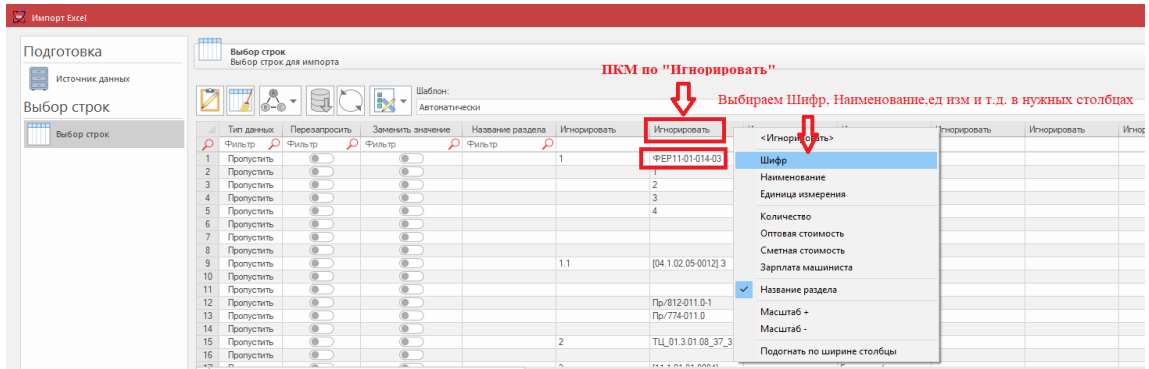 Импорт Excel
Подготовка
Источник данных
Выбор строк
Выбор строк
Выбор строк
Выбор строк для импорта
ПКМ по "Игнорировать"
Шаблон:
Автоматически
Выбираем Шифр, Наименование,ед изм и т.д. в нужных столбцах
Тип данных Перезапросить Заменить значение Название раздела Игнорировать Игнорировать Игнорировать Игнорировать
Фильтр Фильтр Фильтр Фильтр
1 Пропустить 1 ФЕР11-01-014-03
2 Пропустить 1
3 Пропустить 2
4 Пропустить 3
5 Пропустить 4
6 Пропустить
7 Пропустить
8 Пропустить
9 Пропустить 1.1 [04.1.02.05-0012] З
10 Пропустить
11 Пропустить
12 Пропустить Пр/812-011.0-1
13 Пропустить Пр/774-011.0
14 Пропустить
15 Пропустить 2 ТЦ_01.3.01.08_37_3
16 Пропустить
<Игнорировать>
Шифр
Наименование
Единица измерения
Количество
Оптовая стоимость
Сметная стоимость
Зарплата машиниста
Название раздела
Масштаб +
Масштаб -
Подогнать по ширине столбцы